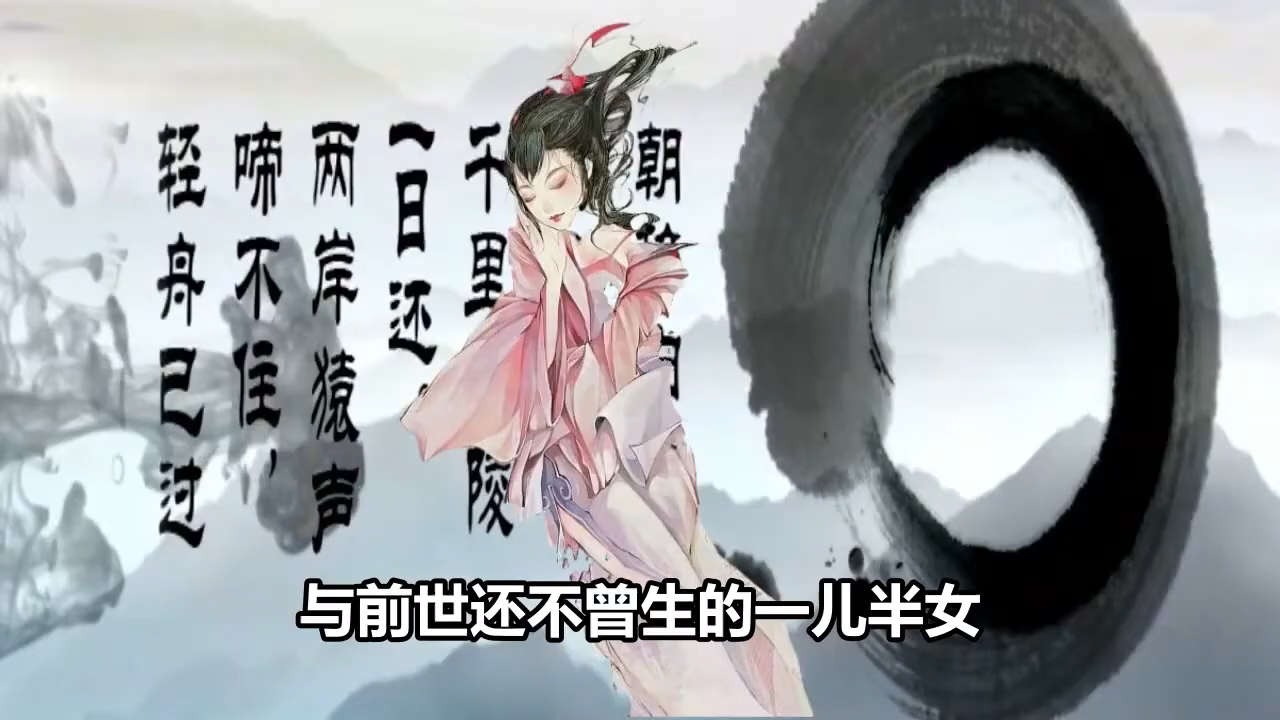 朝
千里陵
一日还。
两岸猿声
啼不住,
轻舟已过
与前世还不曾生的一儿半女